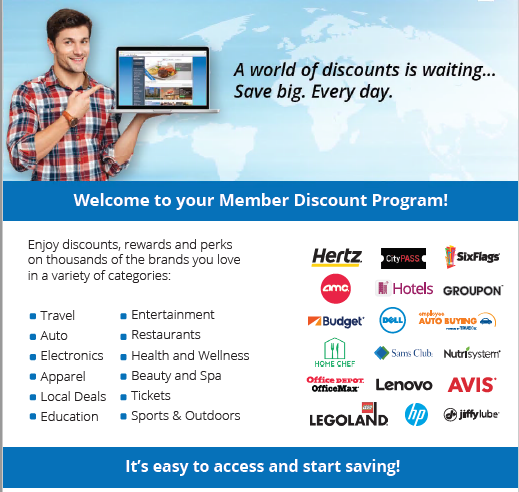 A world of discounts is waiting...
Save big. Every day.
Welcome to your Member Discount Program!
Enjoy discounts, rewards and perks
on thousands of the brands you love
in a variety of categories:
Travel
Auto
Electronics
Apparel
Local Deals
Education
Entertainment
Restaurants
Health and Wellness
Beauty and Spa
Tickets
Sports & Outdoors
Hertz
CityPASS
SixFlags
amc
Hotels
GROUPON
Budget
DELL
employee
AUTO BUYING
HOME CHEF
Sam's Club
Nutrisystem
Office DEPOT
OfficeMax
Lenovo
AVIS
LEGO
LEGOLAND
hp
jiffylube
It's easy to access and start saving!